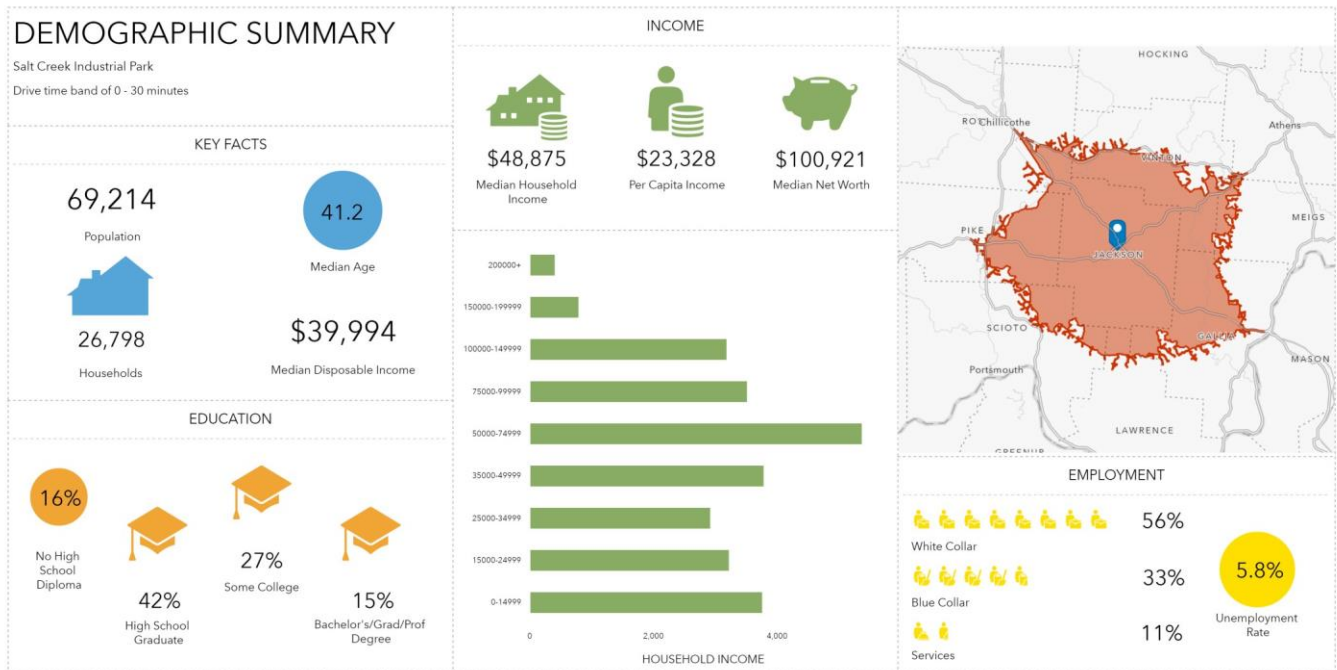 DEMOGRAPHIC SUMMARY
Salt Creek Industrial Park
Drive time band of 0 - 30 minutes
KEY FACTS
69,214
Population
41.2
Median Age
26,798
Households
$39,994
Median Disposable Income
EDUCATION
16%
No High
School
Diploma
42%
High School
Graduate
27%
Some College
15%
Bachelor's/Grad/Prof
Degree
INCOME
$48,875
Median Household
Income
$23,328
Per Capita Income
$100,921
Median Net Worth
200000+
150000-199999
100000-149999
75000-99999
50000-74999
35000-49999
25000-34999
15000-24999
0-14999
0
2,000
4,000
HOUSEHOLD INCOME
HOCKING
Chillicothe
Athens
VINTON
MEIGS
PIKE
JACKSON
SCIOTO
GALLIA
MASON
Portsmouth
LAWRENCE
GREENUP
EMPLOYMENT
56%
White Collar
33%
Blue Collar
11%
Services
5.8%
Unemployment
Rate